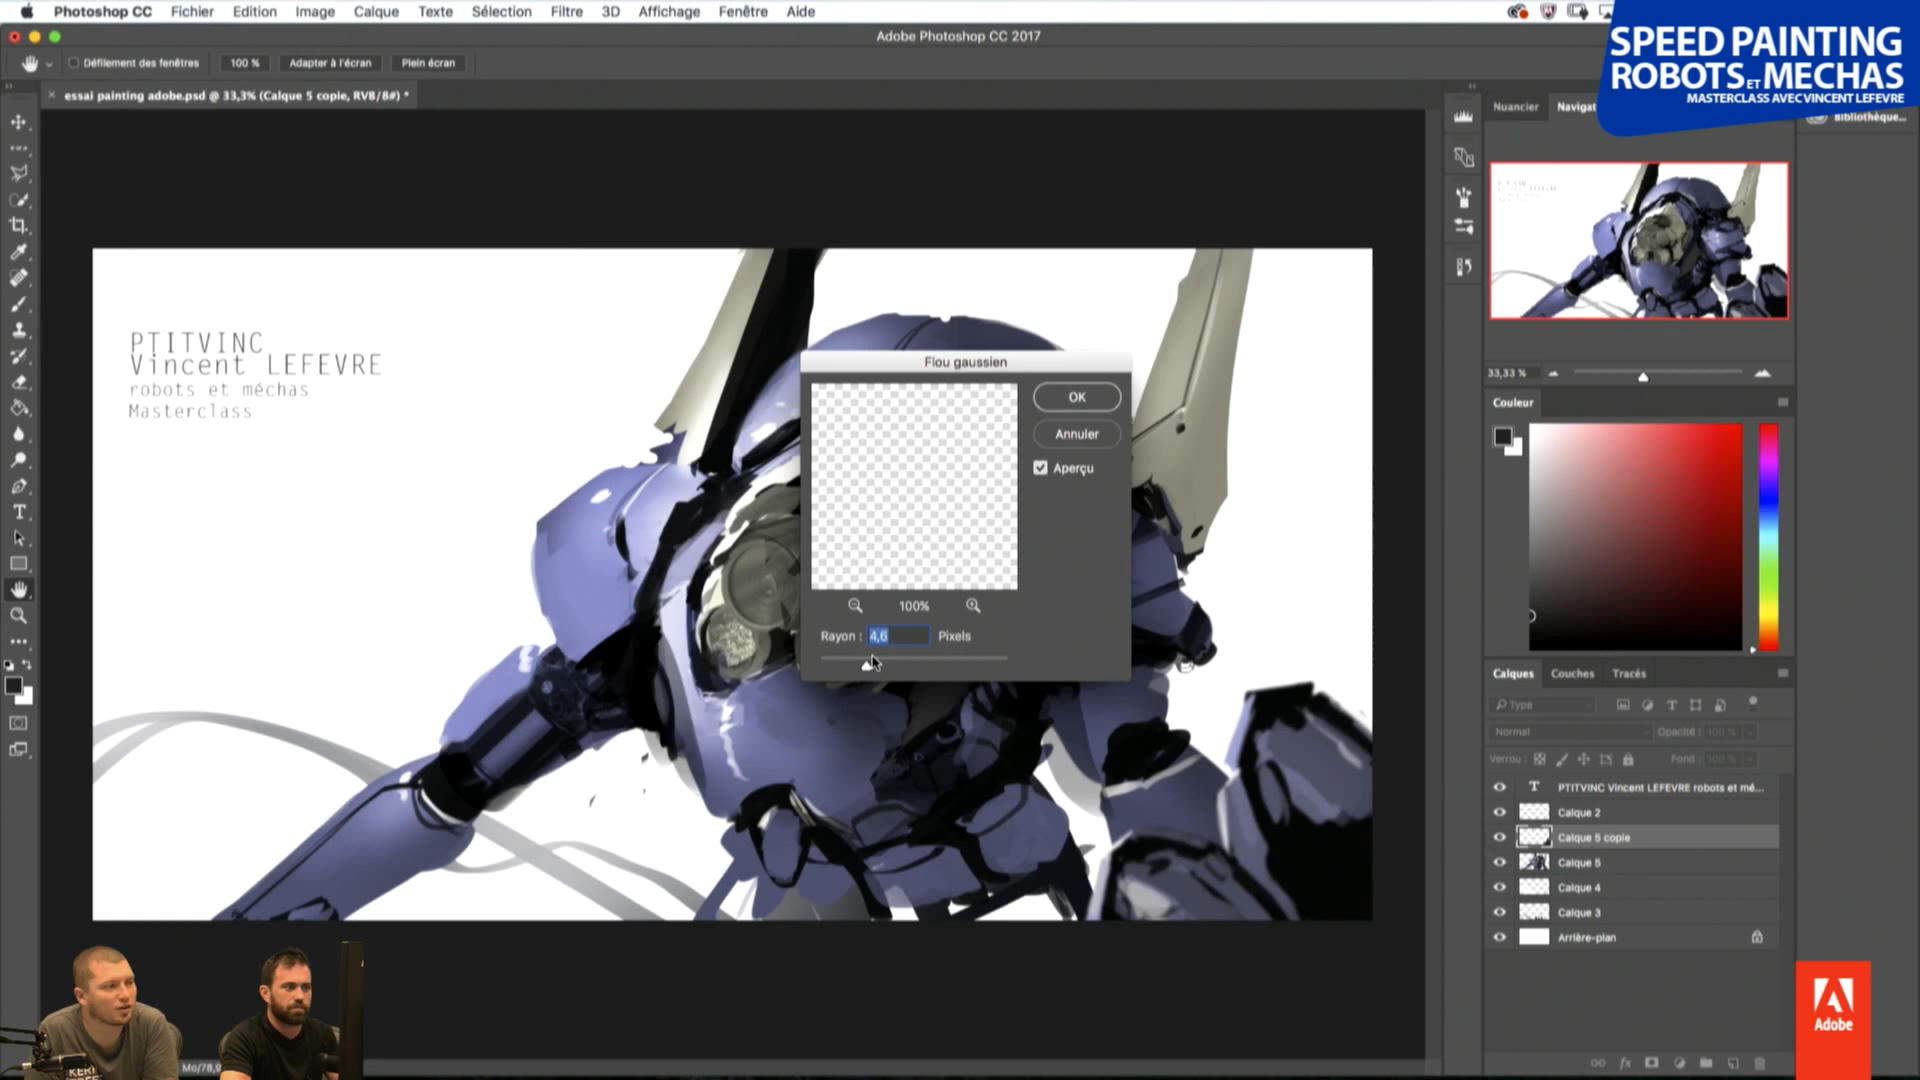 Photoshop CC Fichier Edition Image Calque Texte Sélection Filtre 3D Affichage Fenêtre Aide
Adobe Photoshop CC 2017
SPEED PAINTING
ROBOTS ET MECHAS
MASTERCLASS AVEC VINCENT LEFEVRE
Défilement des fenêtres 100 % Adapter à l'écran Plein écran
essai painting adobe.psd @ 33,3% (Calque 5 copie, RVB/8#) *
Nuancier Navigat
Bibliothèque...
PTITVINC
Vincent LEFEVRE
robots et méchas
Masterclass
Flou gaussien
OK
Annuler
Aperçu
100%
Rayon : 4,6 Pixels
33,33 %
Couleur
Calques Couches Tracés
Type
Normal Opacité : 100 %
Verrou : Fond : 100 %
T PTITVINC Vincent LEFEVRE robots et mé...
Calque 2
Calque 5 copie
Calque 5
Calque 4
Calque 3
Arrière-plan
fx
Adobe